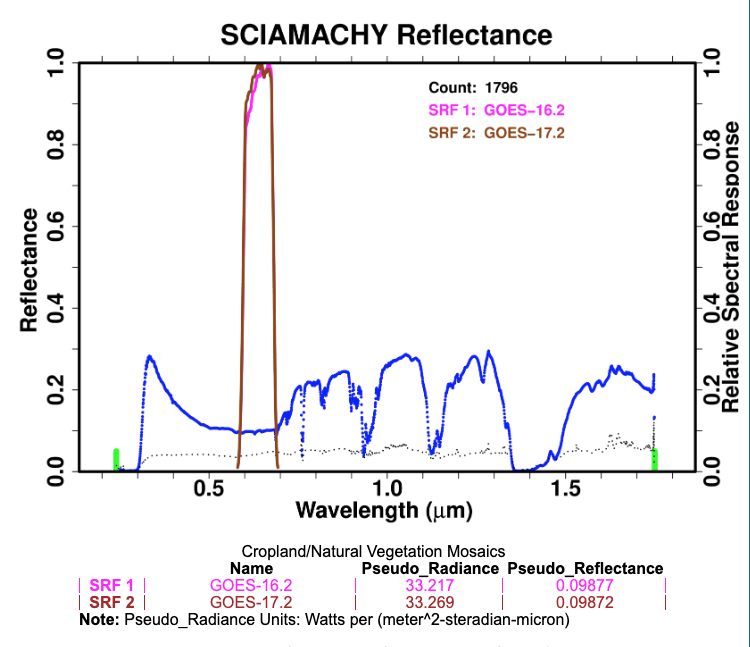 SCIAMACHY Reflectance
Count: 1796
SRF 1: GOES-16.2
SRF 2: GOES-17.2
Reflectance
Relative Spectral Response
1.0
0.8
0.6
0.4
0.2
0.0
1.0
0.8
0.6
0.4
0.2
0.0
0.5 1.0 1.5
Wavelength (μm)
Cropland/Natural Vegetation Mosaics
Name Pseudo_Radiance Pseudo_Reflectance
| SRF 1 | GOES-16.2 | 33.217 | 0.09877 |
| SRF 2 | GOES-17.2 | 33.269 | 0.09872 |
Note: Pseudo_Radiance Units: Watts per (meter^2-steradian-micron)